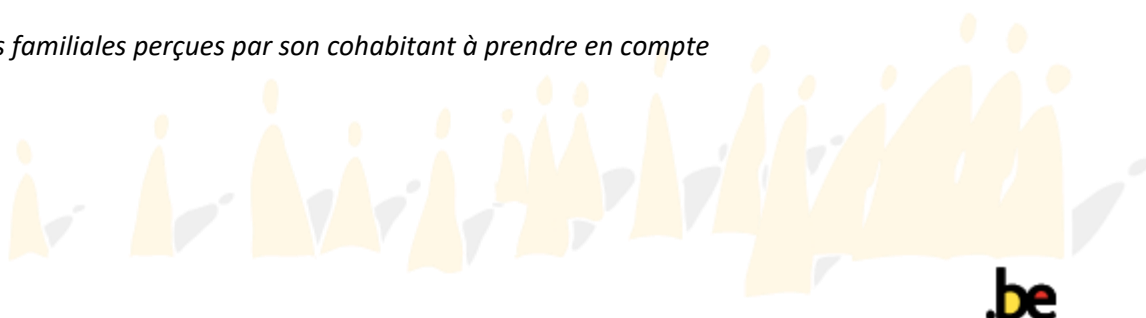 s familiales perçues par son cohabitant à prendre en compte
.be